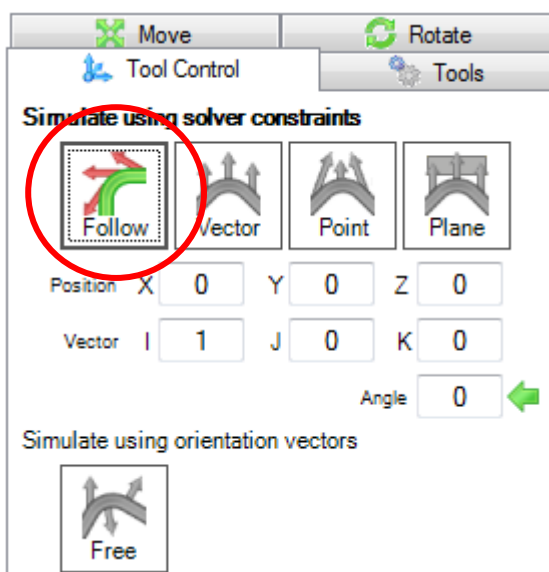 Move Rotate
Tool Control Tools
Simulate using solver constraints
Follow Vector Point Plane
Position X 0 Y 0 Z 0
Vector I 1 J 0 K 0
Angle 0
Simulate using orientation vectors
Free